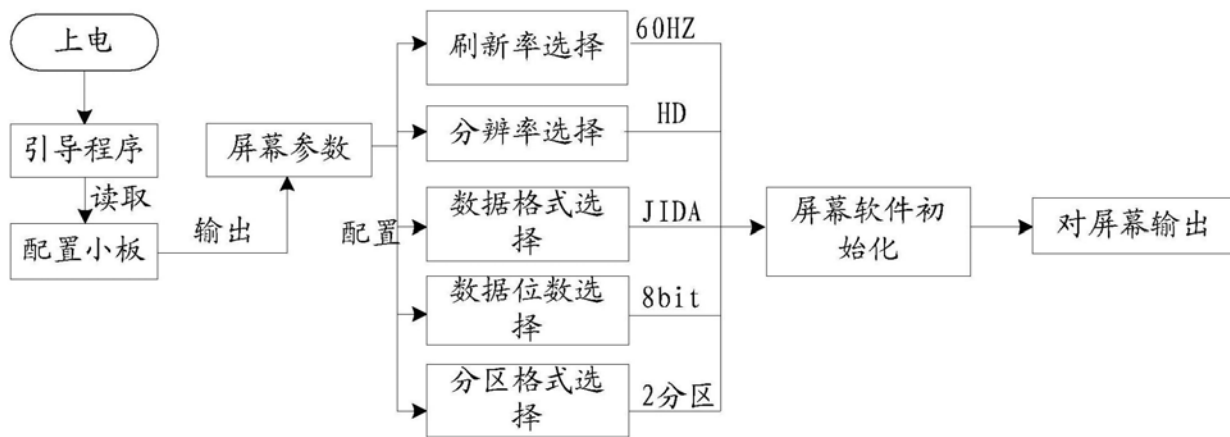 上电
引导程序
读取
配置小板
输出
屏幕参数
配置
刷新率选择
60HZ
分辨率选择
HD
数据格式选
择
JIDA
数据位数选
择
8bit
分区格式选
择
2分区
屏幕软件初
始化
对屏幕输出